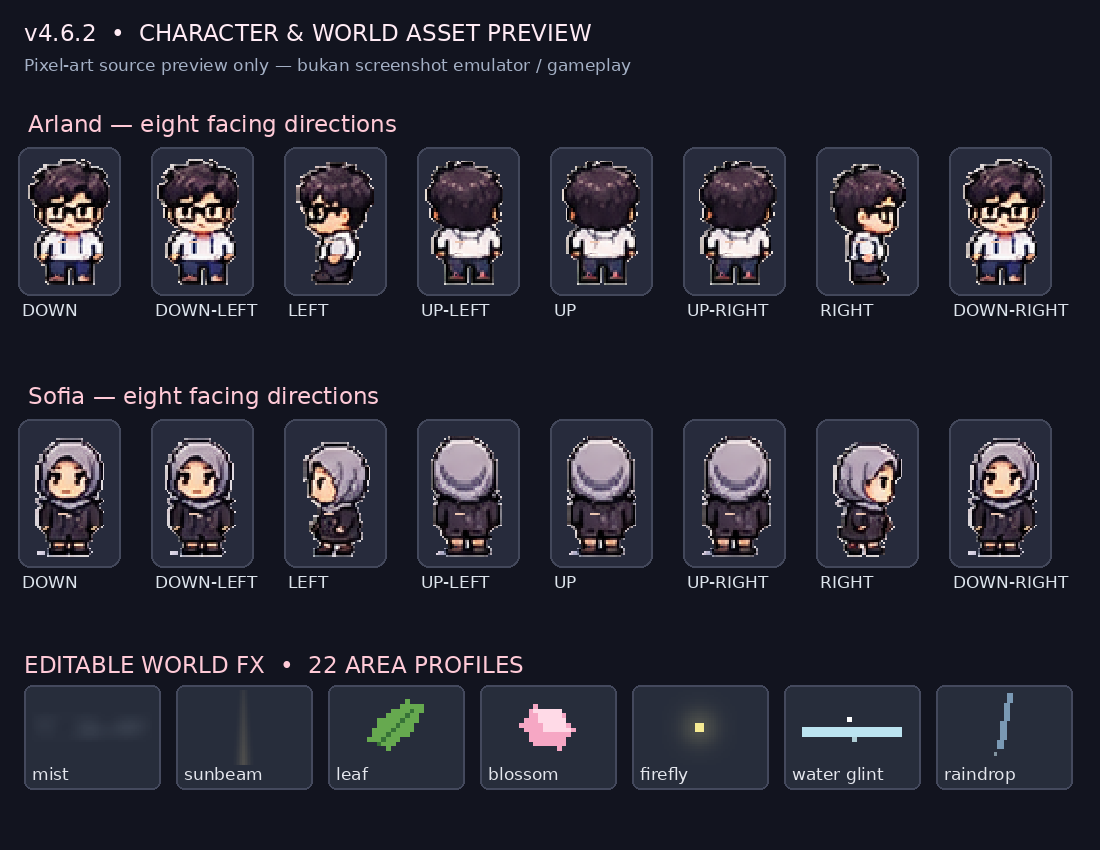 v4.6.2 • CHARACTER & WORLD ASSET PREVIEW
Pixel-art source preview only — bukan screenshot emulator / gameplay
Arland — eight facing directions
DOWN DOWN-LEFT LEFT UP-LEFT UP UP-RIGHT RIGHT DOWN-RIGHT
Sofia — eight facing directions
DOWN DOWN-LEFT LEFT UP-LEFT UP UP-RIGHT RIGHT DOWN-RIGHT
EDITABLE WORLD FX • 22 AREA PROFILES
mist sunbeam leaf blossom firefly water glint raindrop